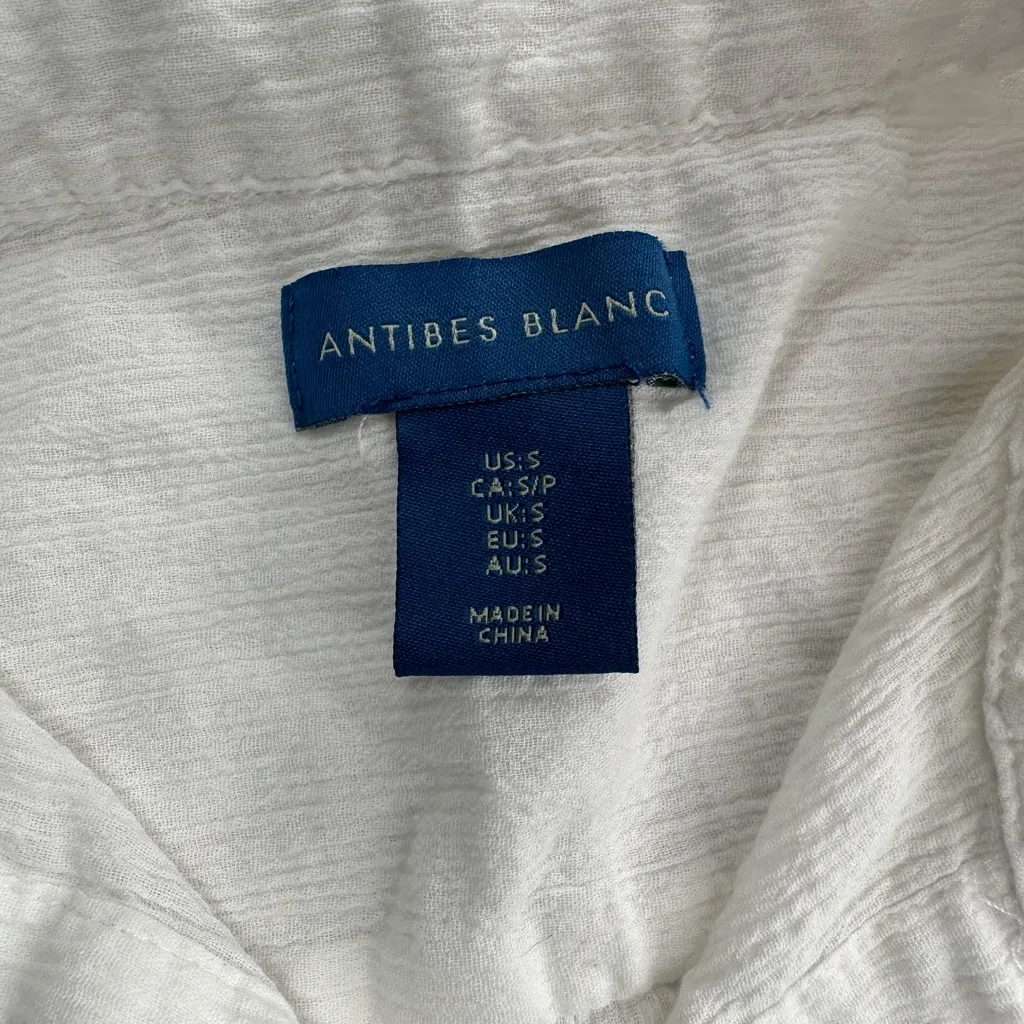 ANTIBES BLANC
US:S
CA:S/P
UK:S
EU:S
AU:S
MADE IN
CHINA